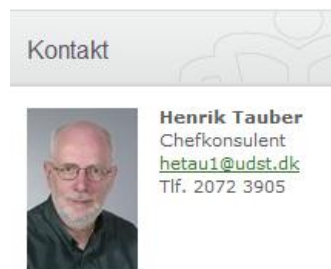 Kontakt
Henrik Tauber
Chefkonsulent
hetau1@udst.dk
Tlf. 2072 3905